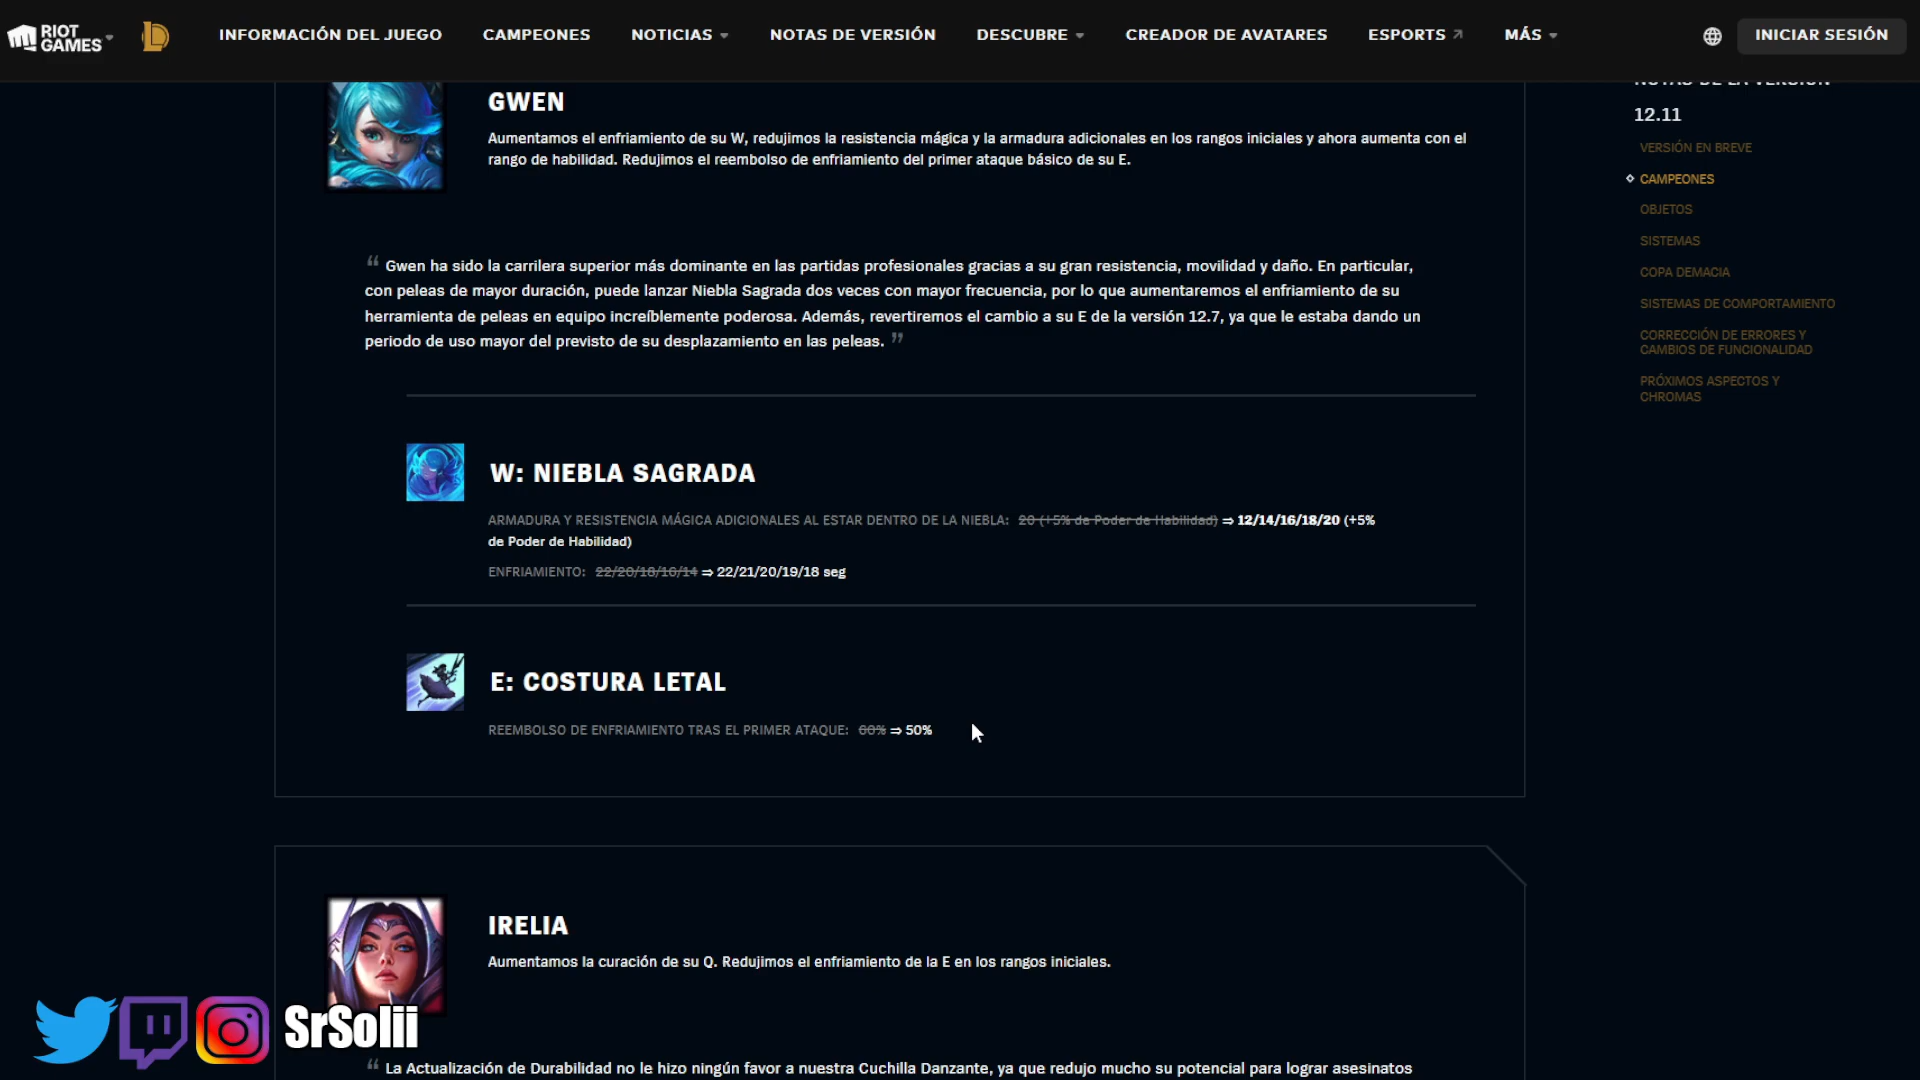 RIOT GAMES
INFORMACIÓN DEL JUEGO CAMPEONES NOTICIAS NOTAS DE VERSIÓN DESCUBRE CREADOR DE AVATARES ESPORTS MÁS INICIAR SESIÓN
GWEN
Aumentamos el enfriamiento de su W, redujimos la resistencia mágica y la armadura adicionales en los rangos iniciales y ahora aumenta con el
rango de habilidad. Redujimos el reembolso de enfriamiento del primer ataque básico de su E.
“ Gwen ha sido la carrilera superior más dominante en las partidas profesionales gracias a su gran resistencia, movilidad y daño. En particular,
con peleas de mayor duración, puede lanzar Niebla Sagrada dos veces con mayor frecuencia, por lo que aumentaremos el enfriamiento de su
herramienta de peleas en equipo increíblemente poderosa. Además, revertiremos el cambio a su E de la versión 12.7, ya que le estaba dando un
periodo de uso mayor del previsto de su desplazamiento en las peleas. ”
W: NIEBLA SAGRADA
ARMADURA Y RESISTENCIA MÁGICA ADICIONALES AL ESTAR DENTRO DE LA NIEBLA: 20 (+5% de Poder de Habilidad) ⇒ 12/14/16/18/20 (+5%
de Poder de Habilidad)
ENFRIAMIENTO: 22/20/18/16/14 ⇒ 22/21/20/19/18 seg
E: COSTURA LETAL
REEMBOLSO DE ENFRIAMIENTO TRAS EL PRIMER ATAQUE: 60% ⇒ 50%
IRELIA
Aumentamos la curación de su Q. Redujimos el enfriamiento de la E en los rangos iniciales.
“ La Actualización de Durabilidad no le hizo ningún favor a nuestra Cuchilla Danzante, ya que redujo mucho su potencial para lograr asesinatos
NOTAS DE LA VERSIÓN
12.11
VERSIÓN EN BREVE
CAMPEONES
OBJETOS
SISTEMAS
COPA DEMACIA
SISTEMAS DE COMPORTAMIENTO
CORRECCIÓN DE ERRORES Y
CAMBIOS DE FUNCIONALIDAD
PRÓXIMOS ASPECTOS Y
CHROMAS
SrSolii